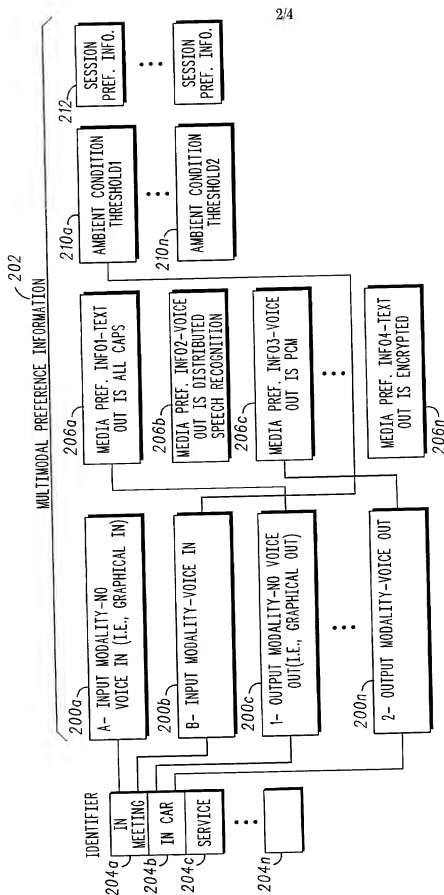 2/4
202
MULTIMODAL PREFERENCE INFORMATION
IDENTIFIER
204a
IN
MEETING
204b
IN CAR
204c
SERVICE
204n
200a
A- INPUT MODALITY-NO
VOICE IN (I.E., GRAPHICAL IN)
200b
B- INPUT MODALITY-VOICE IN
200c
1- OUTPUT MODALITY-NO VOICE
OUT(I.E., GRAPHICAL OUT)
200n
2- OUTPUT MODALITY-VOICE OUT
206a
MEDIA PREF. INFO1-TEXT
OUT IS ALL CAPS
206b
MEDIA PREF. INFO2-VOICE
OUT IS DISTRIBUTED
SPEECH RECOGNITION
206c
MEDIA PREF. INFO3-VOICE
OUT IS PCM
206n
MEDIA PREF. INFO4-TEXT
OUT IS ENCRYPTED
210a
AMBIENT CONDITION
THRESHOLD1
210n
AMBIENT CONDITION
THRESHOLD2
212
SESSION
PREF. INFO.
SESSION
PREF. INFO.